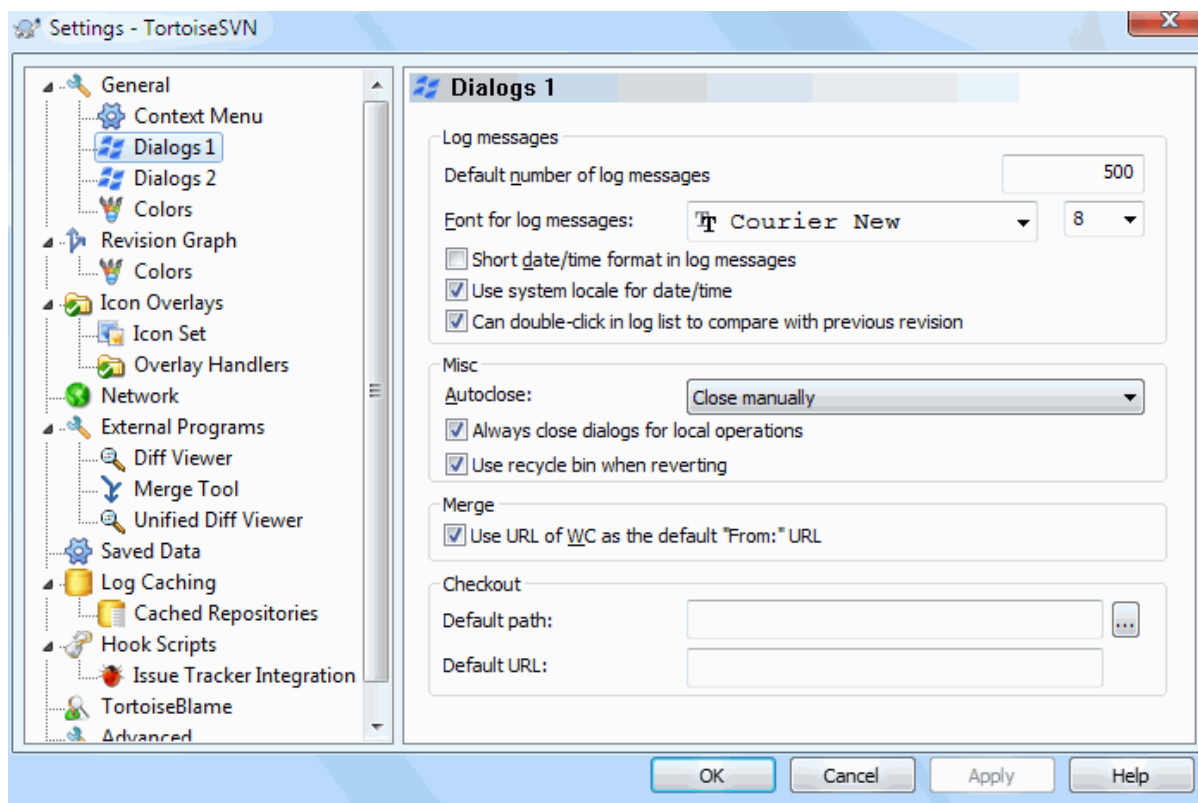 Settings - TortoiseSVN
x
General
Context Menu
Dialogs 1
Dialogs 2
Colors
Revision Graph
Colors
Icon Overlays
Icon Set
Overlay Handlers
Network
External Programs
Diff Viewer
Merge Tool
Unified Diff Viewer
Saved Data
Log Caching
Cached Repositories
Hook Scripts
Issue Tracker Integration
TortoiseBlame
Advanced
Dialogs 1
Log messages
Default number of log messages 500
Font for log messages: Courier New 8
Short date/time format in log messages
Use system locale for date/time
Can double-click in log list to compare with previous revision
Misc
Autoclose: Close manually
Always close dialogs for local operations
Use recycle bin when reverting
Merge
Use URL of WC as the default "From:" URL
Checkout
Default path: ...
Default URL:
OK Cancel Apply Help